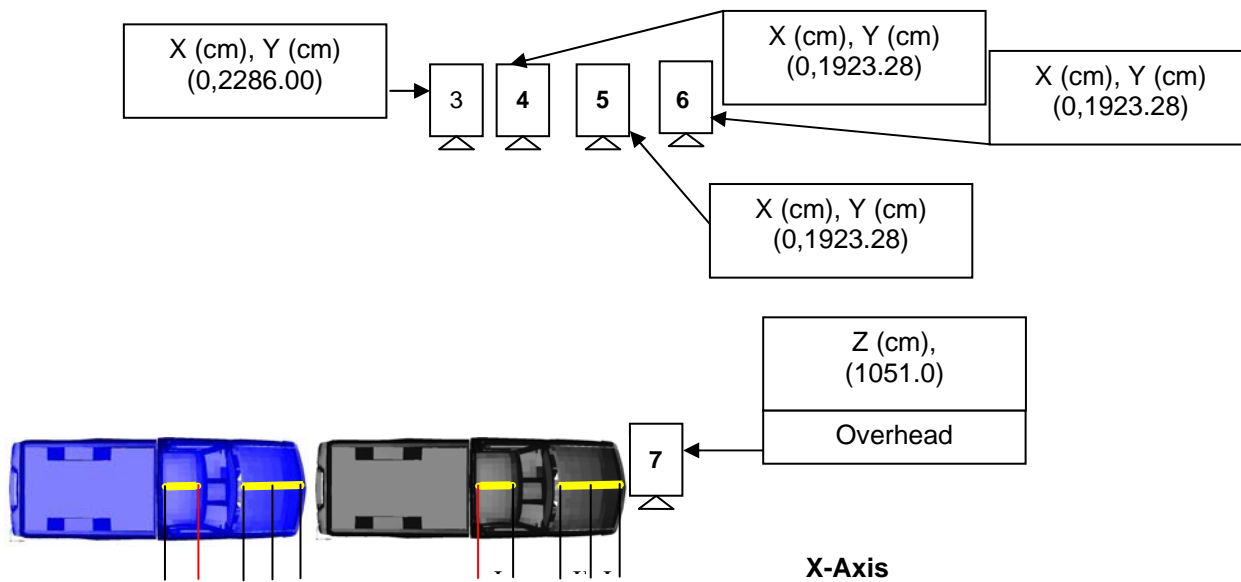 X (cm), Y (cm)
(0,2286.00)
3
4
5
6
X (cm), Y (cm)
(0,1923.28)
X (cm), Y (cm)
(0,1923.28)
X (cm), Y (cm)
(0,1923.28)
Z (cm),
(1051.0)
Overhead
7
X-Axis